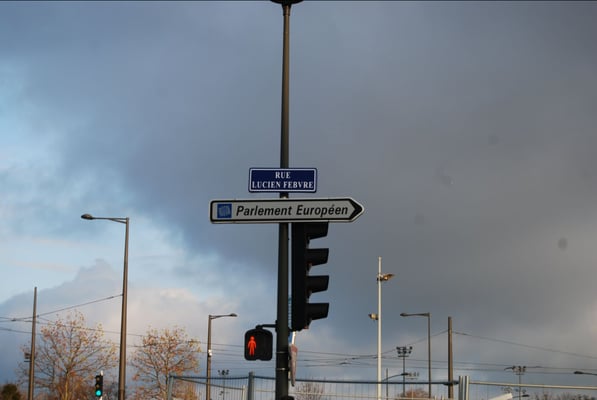 RUE
LUCIEN FEBVRE
Parlement Européen